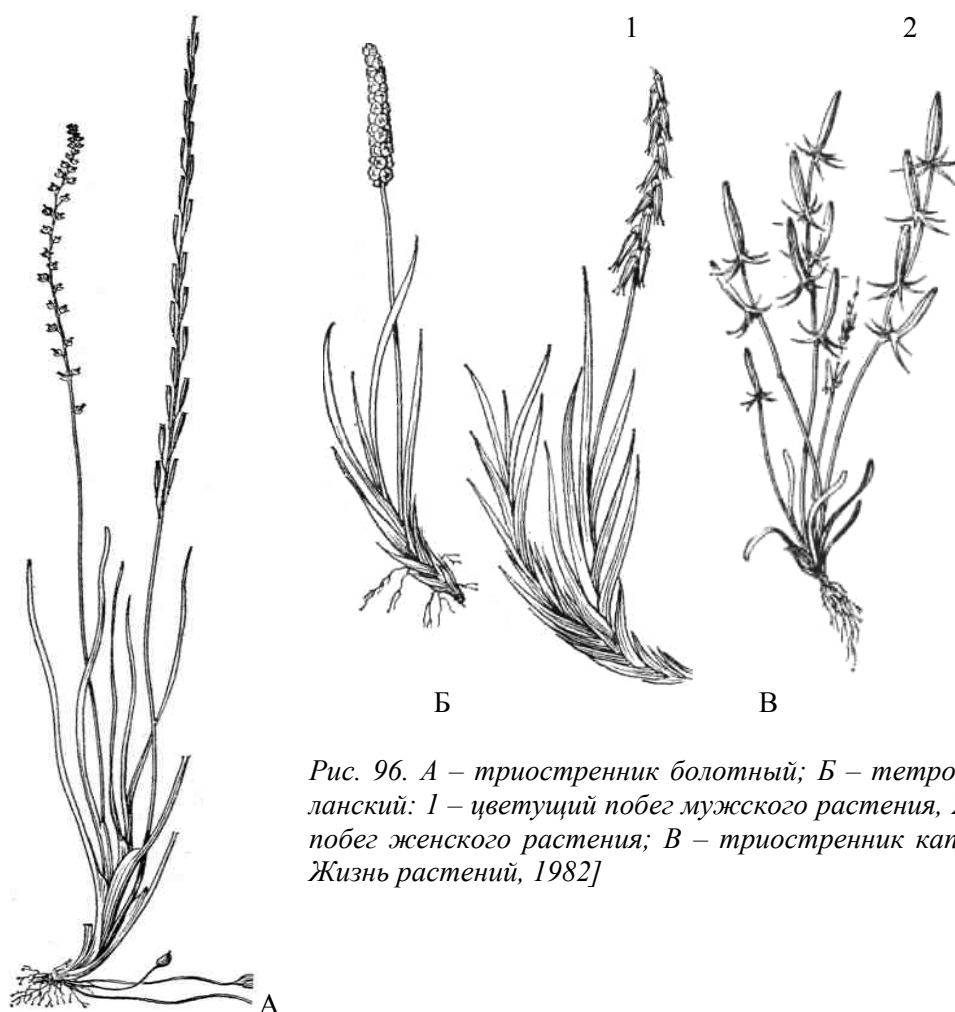 1 2
Б В
А
Рис. 96. А – триостренник болотный; Б – тетро
ланский: 1 – цветущий побег мужского растения,
побег женского растения; В – триостренник кап
Жизнь растений, 1982]